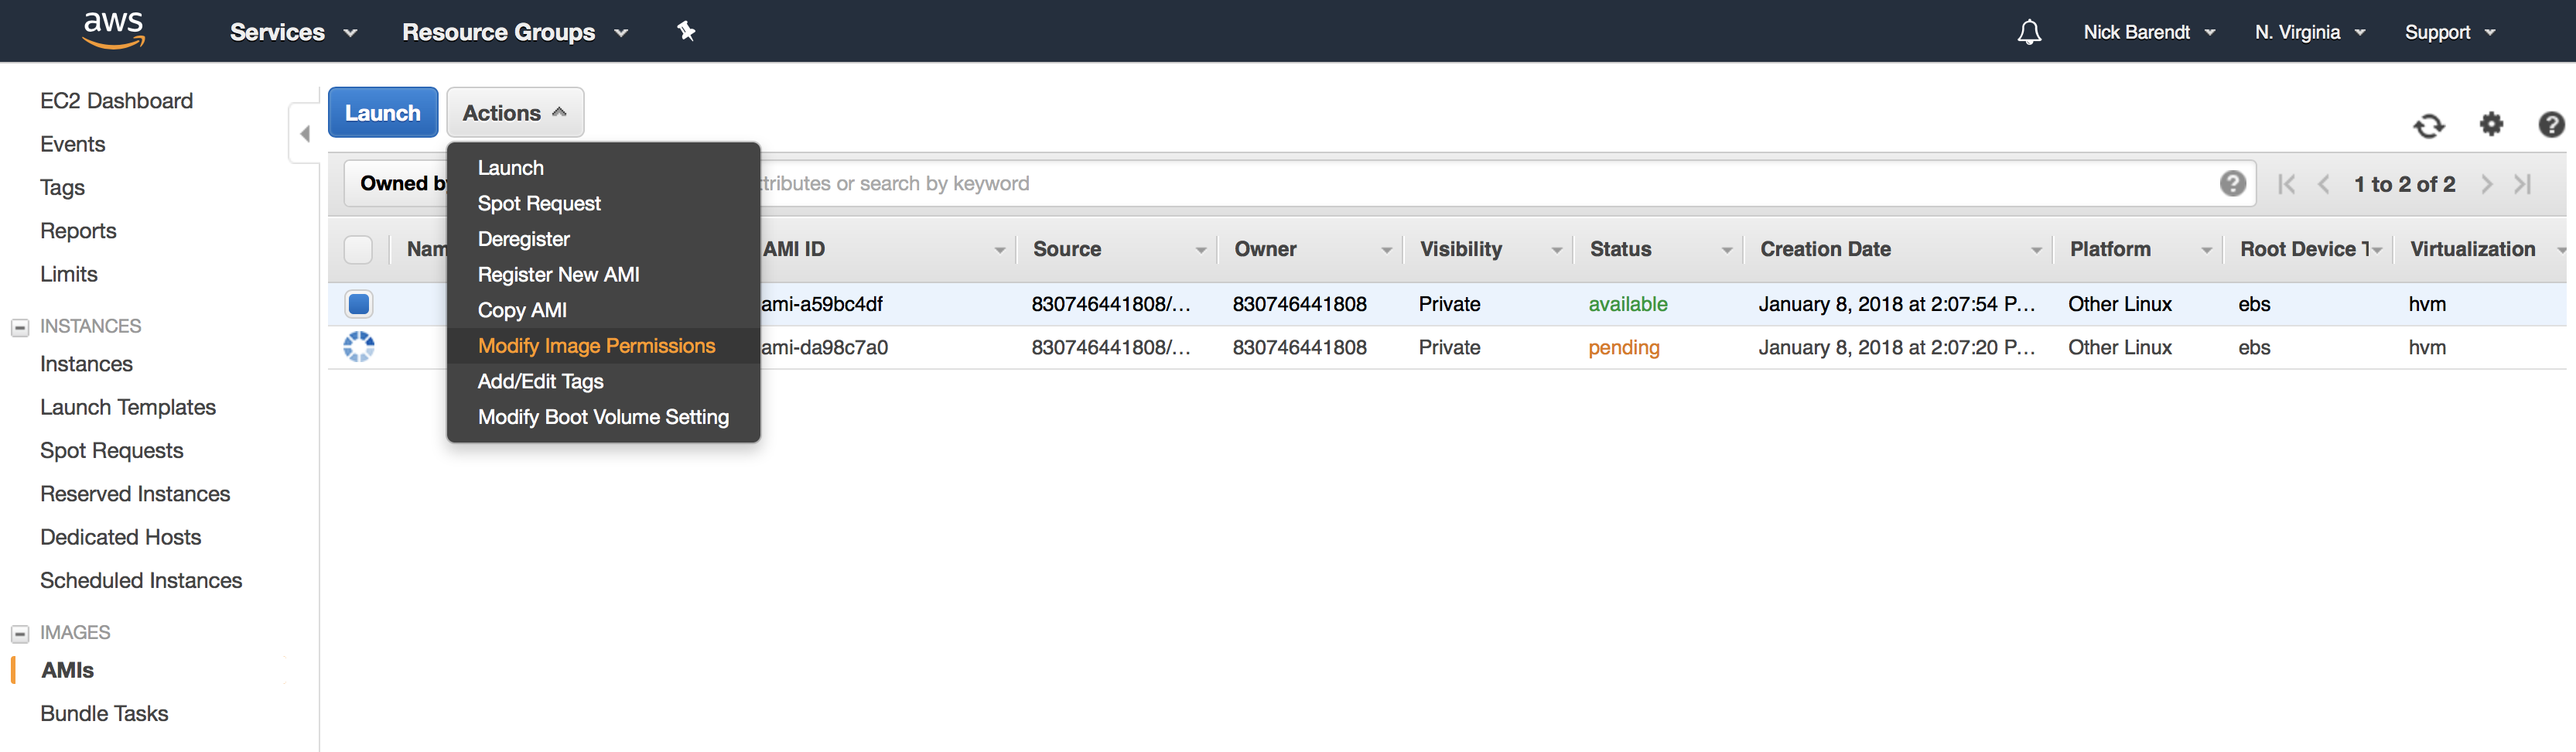 aws Services Resource Groups Nick Barendt N. Virginia Support
EC2 Dashboard
Events
Tags
Reports
Limits
INSTANCES
Instances
Launch Templates
Spot Requests
Reserved Instances
Dedicated Hosts
Scheduled Instances
IMAGES
AMIs
Bundle Tasks
Launch Actions
Launch
Spot Request
Deregister
Register New AMI
Copy AMI
Modify Image Permissions
Add/Edit Tags
Modify Boot Volume Setting
Owned b tributes or search by keyword 1 to 2 of 2
Nam AMI ID Source Owner Visibility Status Creation Date Platform Root Device T Virtualization
ami-a59bc4df 830746441808/... 830746441808 Private available January 8, 2018 at 2:07:54 P... Other Linux ebs hvm
ami-da98c7a0 830746441808/... 830746441808 Private pending January 8, 2018 at 2:07:20 P... Other Linux ebs hvm